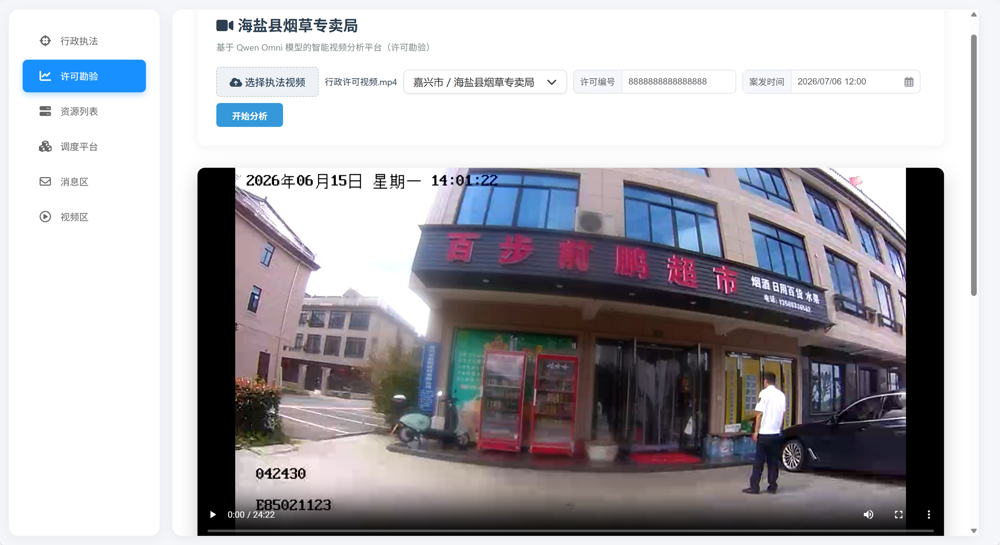 海盐县烟草专卖局
基于 Qwen Omni 模型的智能视频分析平台（许可勘验）
行政执法
许可勘验
资源列表
调度平台
消息区
视频区
选择执法视频
行政许可视频.mp4
嘉兴市 / 海盐县烟草专卖局
许可编号
8888888888888888
案发时间
2026/07/06 12:00
开始分析
2026年06月15日 星期一 14:01:22
百步前鹏超市
烟酒 日用百货 水果
电话:
娃哈哈
042430
E85021123
0:00 / 24:22